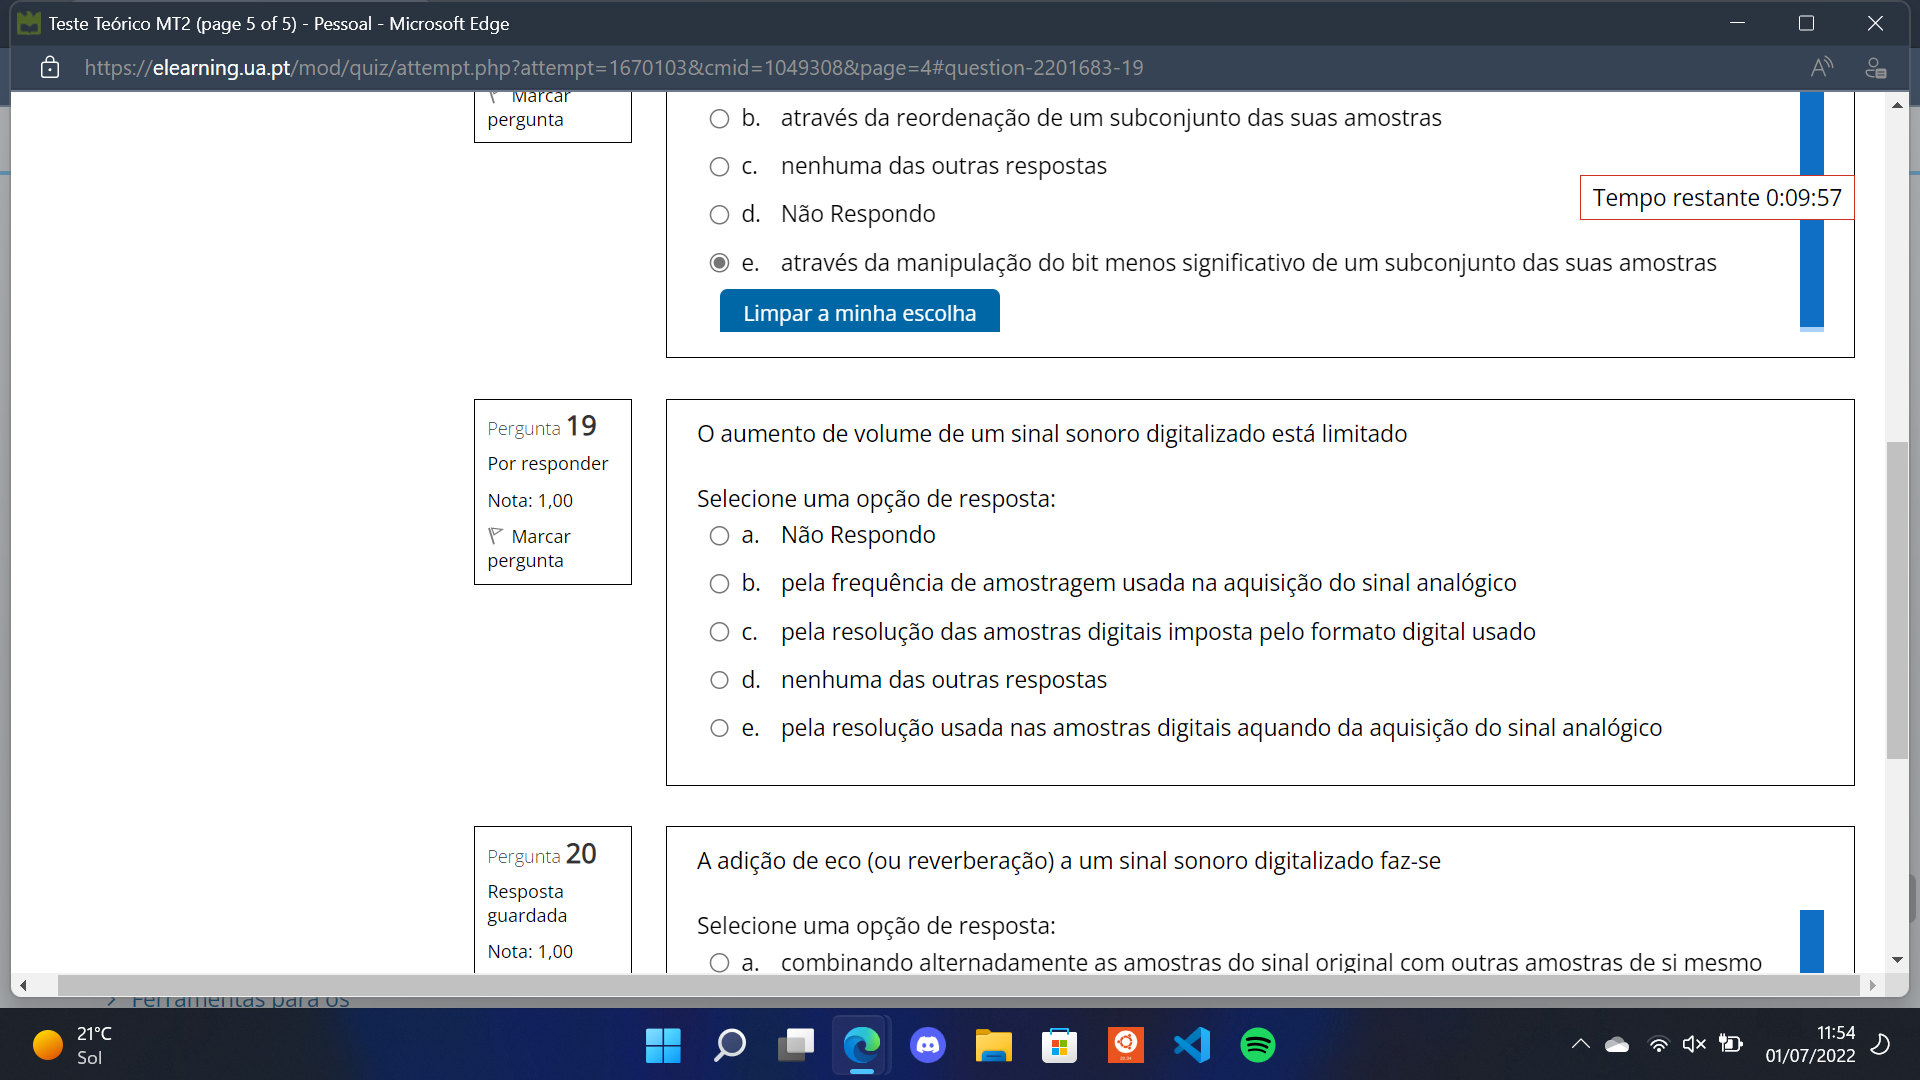 Teste Teórico MT2 (page 5 of 5) - Pessoal - Microsoft Edge
https://elearning.ua.pt/mod/quiz/attempt.php?attempt=1670103&cmid=1049308&page=4#question-2201683-19
Marcar
pergunta
b. através da reordenação de um subconjunto das suas amostras
c. nenhuma das outras respostas
Tempo restante 0:09:57
d. Não Respondo
e. através da manipulação do bit menos significativo de um subconjunto das suas amostras
Limpar a minha escolha
Pergunta 19
Por responder
Nota: 1,00
Marcar
pergunta
O aumento de volume de um sinal sonoro digitalizado está limitado
Selecione uma opção de resposta:
a. Não Respondo
b. pela frequência de amostragem usada na aquisição do sinal analógico
c. pela resolução das amostras digitais imposta pelo formato digital usado
d. nenhuma das outras respostas
e. pela resolução usada nas amostras digitais aquando da aquisição do sinal analógico
Pergunta 20
Resposta
guardada
Nota: 1,00
A adição de eco (ou reverberação) a um sinal sonoro digitalizado faz-se
Selecione uma opção de resposta:
a. combinando alternadamente as amostras do sinal original com outras amostras de si mesmo
Ferramentas para os
21°C
Sol
11:54
01/07/2022